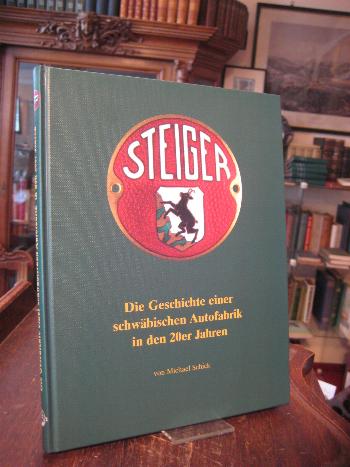 STEIGER
Die Geschichte einer
schwäbischen Autofabrik
in den 20er Jahren
von Michael Schick